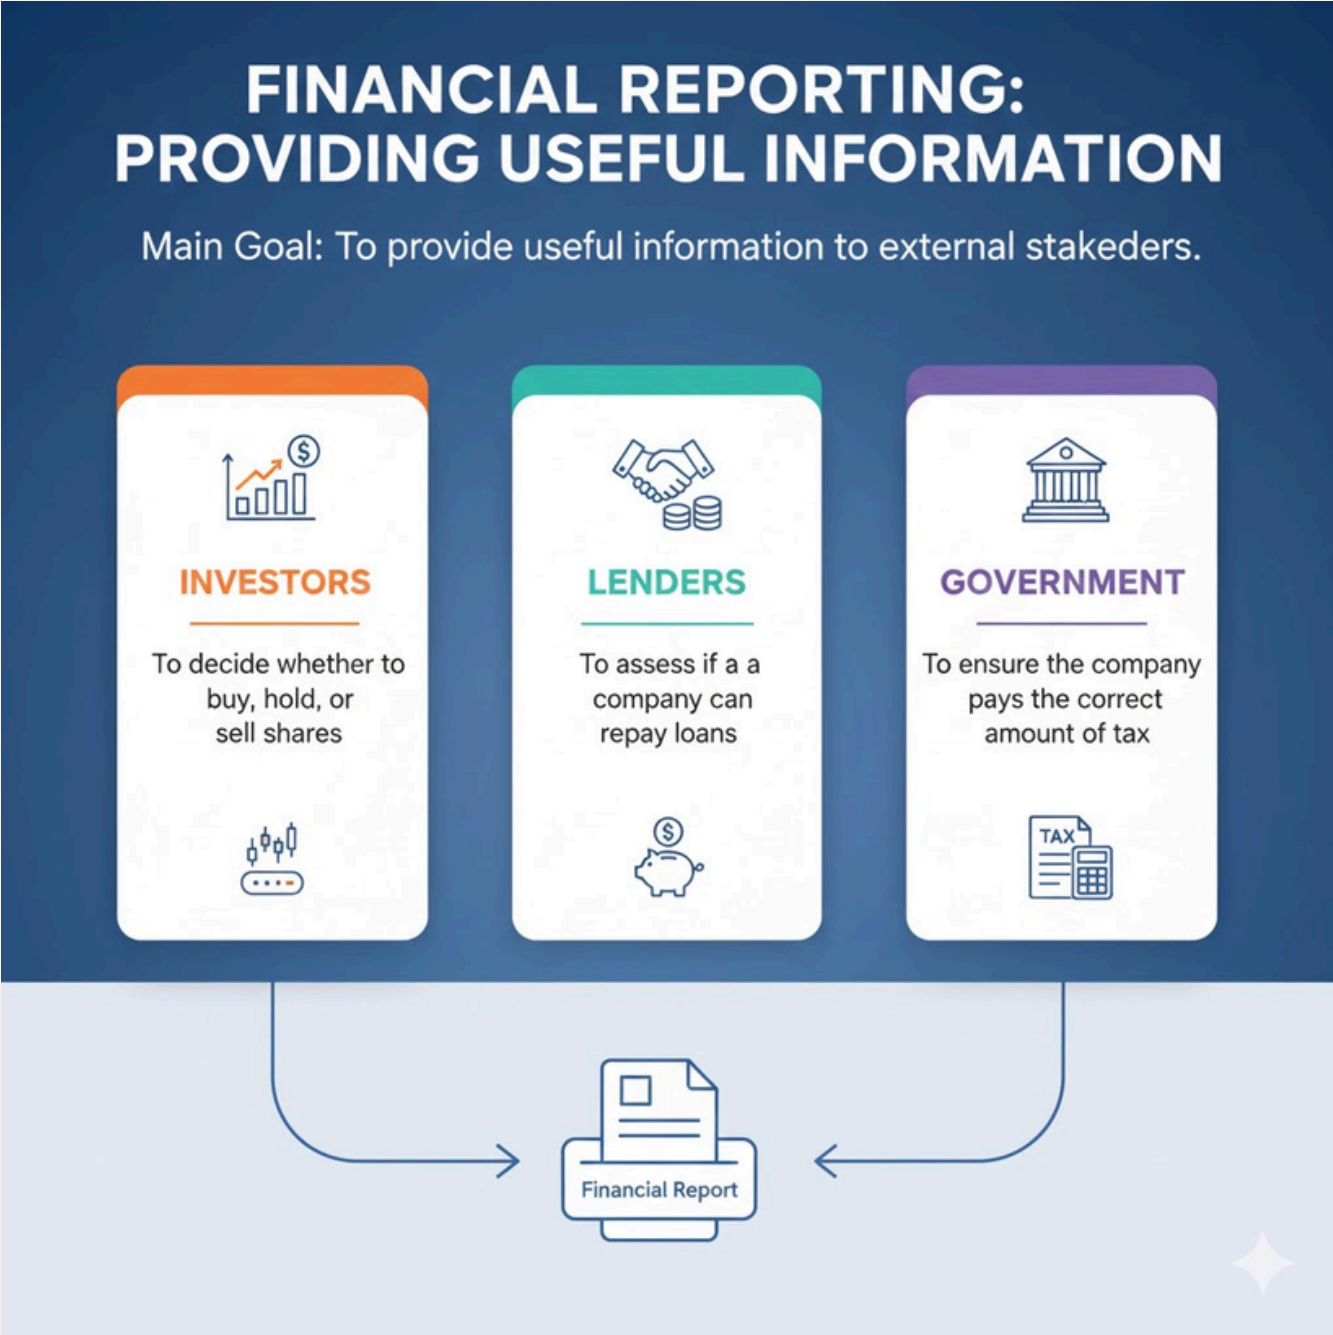 FINANCIAL REPORTING:
PROVIDING USEFUL INFORMATION
Main Goal: To provide useful information to external stakeders.
$
INVESTORS
To decide whether to
buy, hold, or
sell shares
LENDERS
To assess if a a
company can
repay loans
$
GOVERNMENT
To ensure the company
pays the correct
amount of tax
TAX
Financial Report